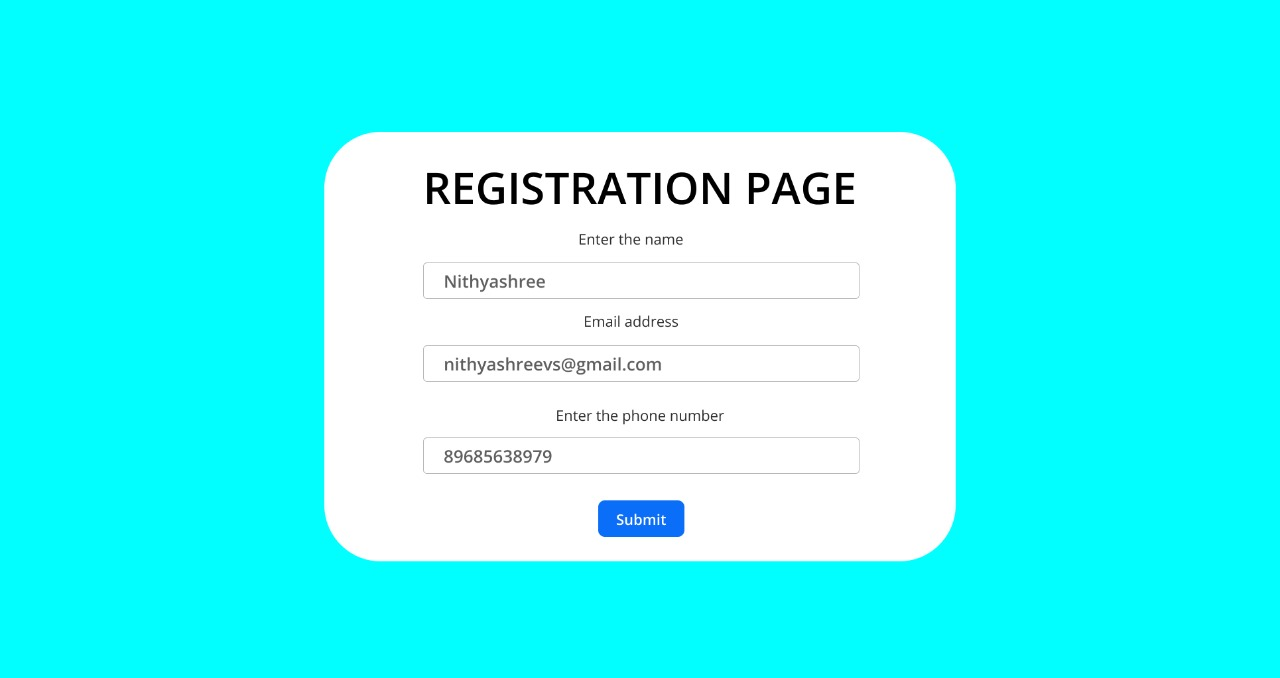 REGISTRATION PAGE
Enter the name
Nithyashree
Email address
nithyashreevs@gmail.com
Enter the phone number
89685638979
Submit